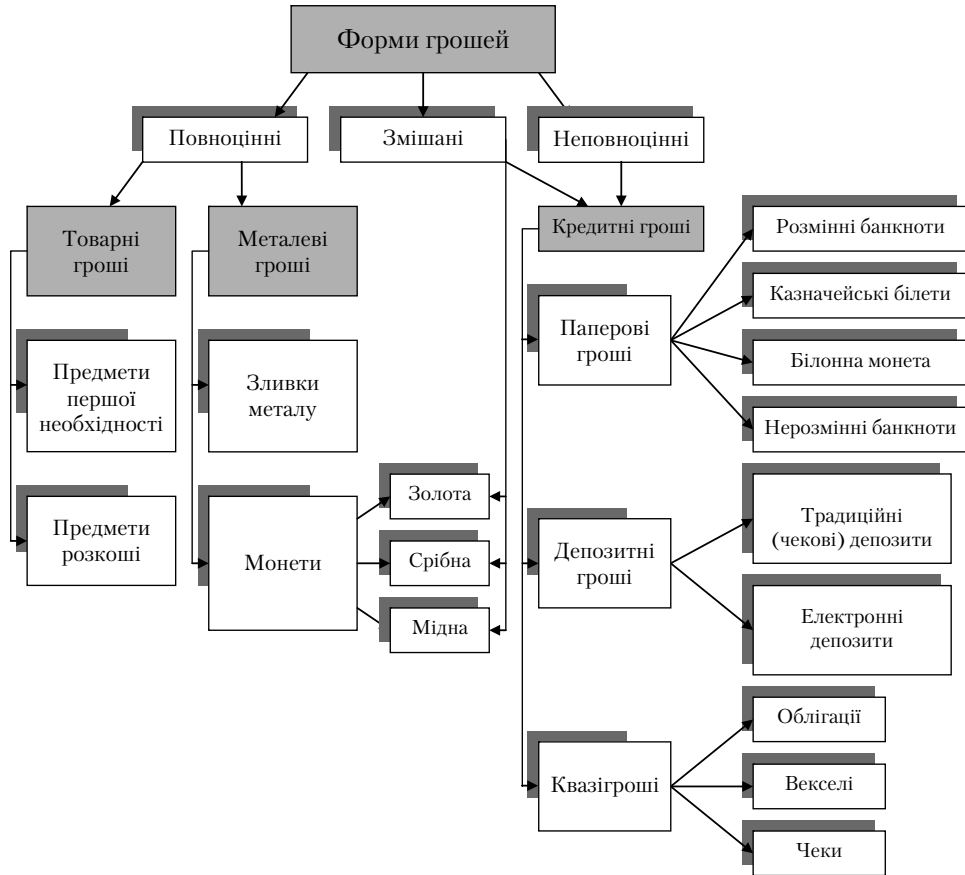 Форми грошей
Повноцінні
Змішані
Неповноцінні
Товарні
гроші
Металеві
гроші
Кредитні гроші
Розмінні банкноти
Казначейські білети
Паперові
гроші
Білонна монета
Нерозмінні банкноти
Предмети
першої
необхідності
Зливки
металу
Предмети
розкоші
Монети
Золота
Срібна
Мідна
Депозитні
гроші
Традиційні
(чекові) депозити
Електронні
депозити
Квазігроші
Облігації
Векселі
Чеки